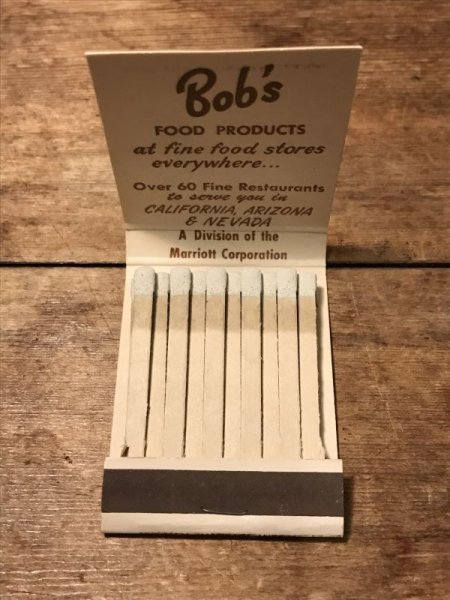 Bob's
FOOD PRODUCTS
at fine food stores
everywhere...
Over 60 Fine Restaurants
to serve you in
CALIFORNIA, ARIZONA
& NEVADA
A Division of the
Marriott Corporation